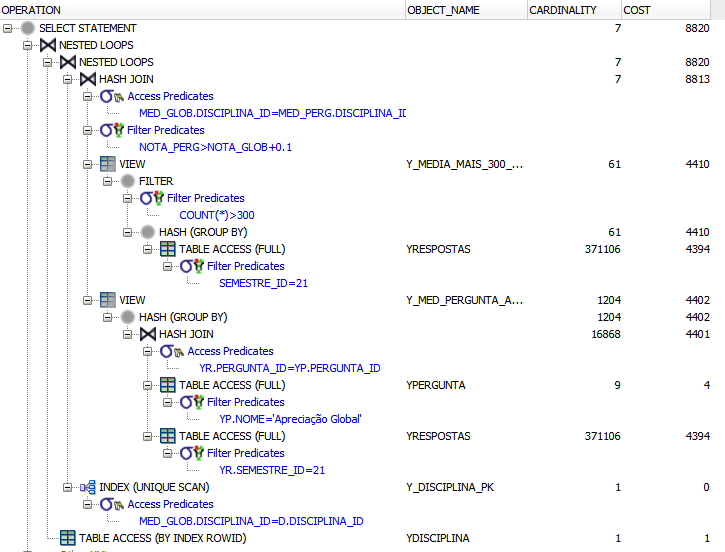 OPERATION OBJECT_NAME CARDINALITY COST
SELECT STATEMENT 7 8820
NESTED LOOPS
NESTED LOOPS 7 8820
HASH JOIN 7 8813
Access Predicates
MED_GLOB.DISCIPLINA_ID=MED_PERG.DISCIPLINA_ID
Filter Predicates
NOTA_PERG>NOTA_GLOB+0.1
VIEW Y_MEDIA_MAIS_300_... 61 4410
FILTER
Filter Predicates
COUNT(*)>300
HASH (GROUP BY) 61 4410
TABLE ACCESS (FULL) YRESPOSTAS 371106 4394
Filter Predicates
SEMESTRE_ID=21
VIEW Y_MED_PERGUNTA_A... 1204 4402
HASH (GROUP BY) 1204 4402
HASH JOIN 16868 4401
Access Predicates
YR.PERGUNTA_ID=YP.PERGUNTA_ID
TABLE ACCESS (FULL) YPERGUNTA 9 4
Filter Predicates
YP.NOME='Apreciação Global'
TABLE ACCESS (FULL) YRESPOSTAS 371106 4394
Filter Predicates
YR.SEMESTRE_ID=21
INDEX (UNIQUE SCAN) Y_DISCIPLINA_PK 1 0
Access Predicates
MED_GLOB.DISCIPLINA_ID=D.DISCIPLINA_ID
TABLE ACCESS (BY INDEX ROWID) YDISCIPLINA 1 1